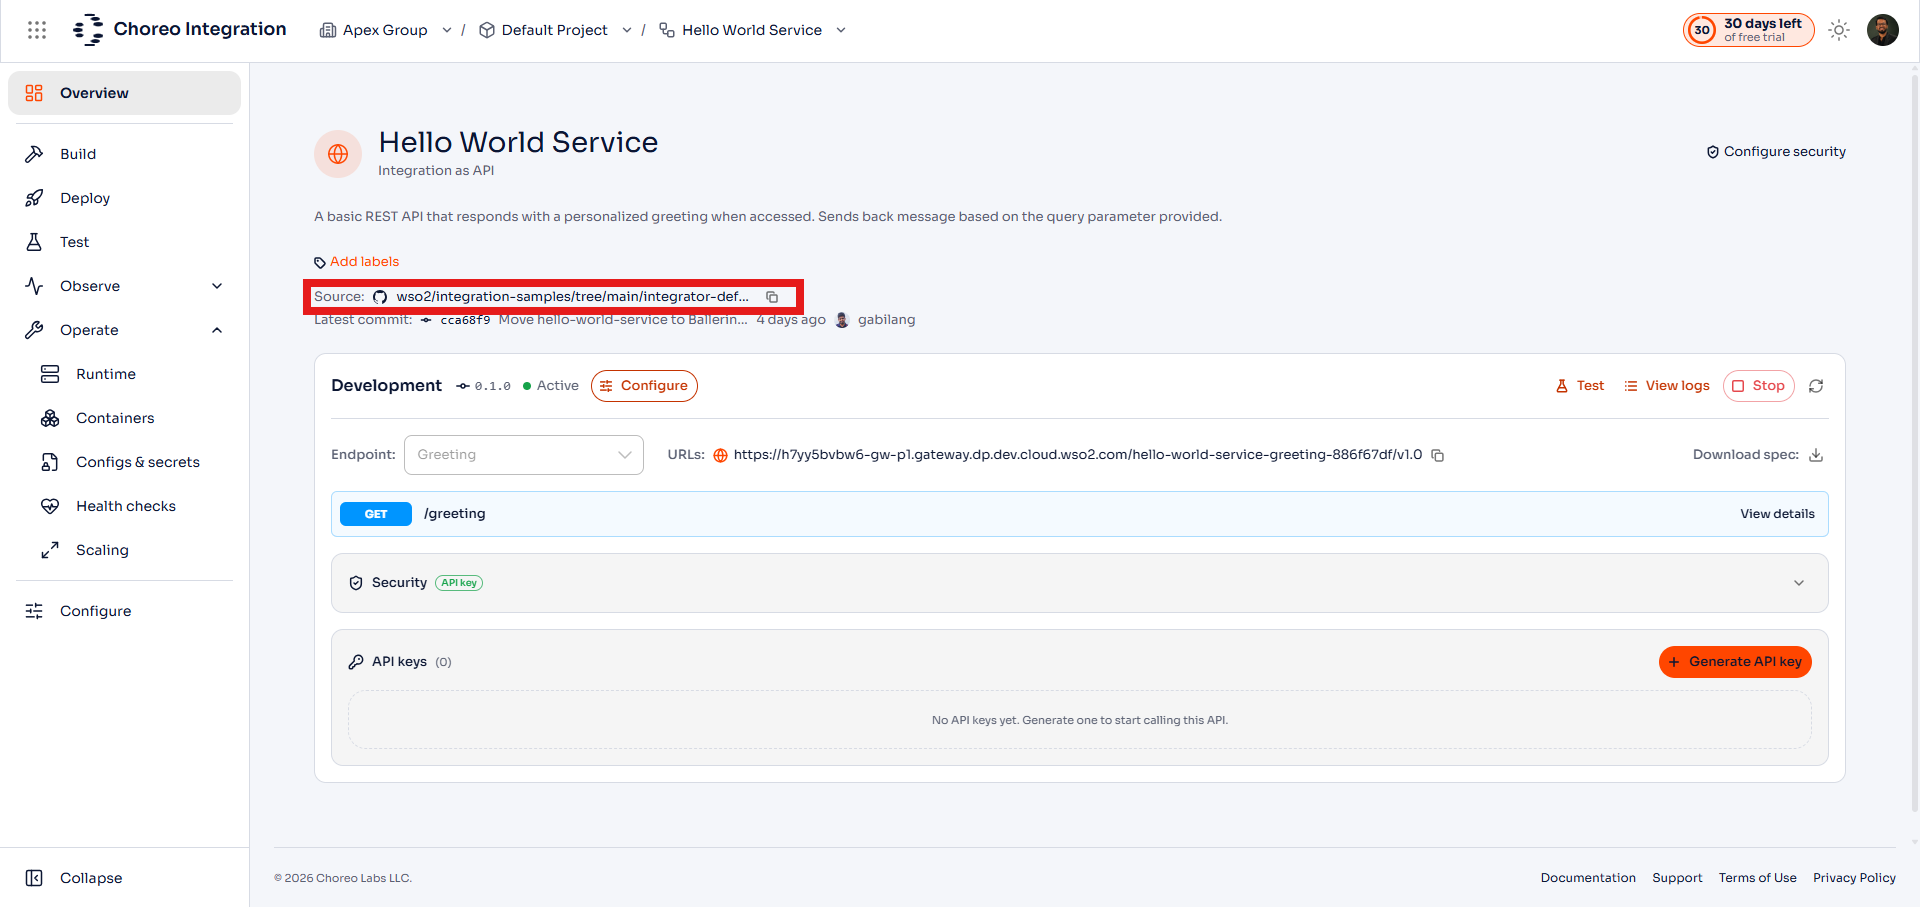 Choreo Integration
Apex Group / Default Project / Hello World Service
30
30 days left
of free trial
Overview
Build
Deploy
Test
Observe
Operate
Runtime
Containers
Configs & secrets
Health checks
Scaling
Configure
Collapse
Hello World Service
Integration as API
Configure security
A basic REST API that responds with a personalized greeting when accessed. Sends back message based on the query parameter provided.
Add labels
Source: wso2/integration-samples/tree/main/integrator-def...
Latest commit: cca68f9 Move hello-world-service to Ballerin... 4 days ago gabilang
Development 0.1.0 Active Configure Test View logs Stop
Endpoint: Greeting URLs: https://h7yy5bvbw6-gw-p1.gateway.dp.dev.cloud.wso2.com/hello-world-service-greeting-886f67df/v1.0 Download spec:
GET /greeting View details
Security API key
API keys (0) + Generate API key
No API keys yet. Generate one to start calling this API.
© 2026 Choreo Labs LLC. Documentation Support Terms of Use Privacy Policy